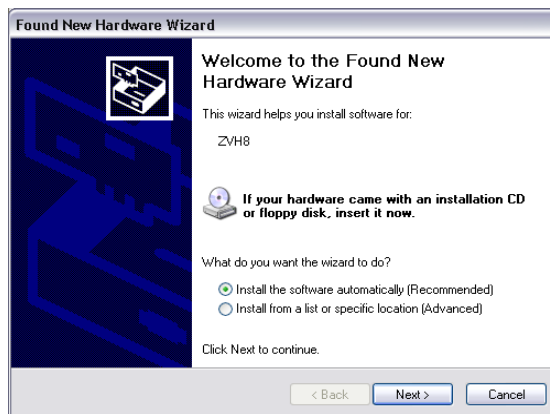 Found New Hardware Wizard
Welcome to the Found New
Hardware Wizard
This wizard helps you install software for:
ZVH8
If your hardware came with an installation CD
or floppy disk, insert it now.
What do you want the wizard to do?
Install the software automatically (Recommended)
Install from a list or specific location (Advanced)
Click Next to continue.
< Back Next > Cancel